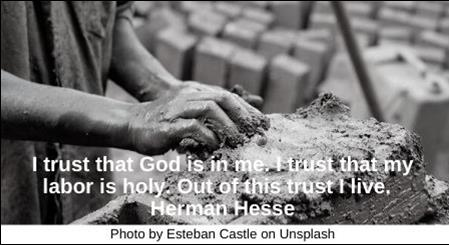 I trust that God is in me. I trust that my
labor is holy. Out of this trust I live,
Herman Hesse
Photo by Esteban Castle on Unsplash